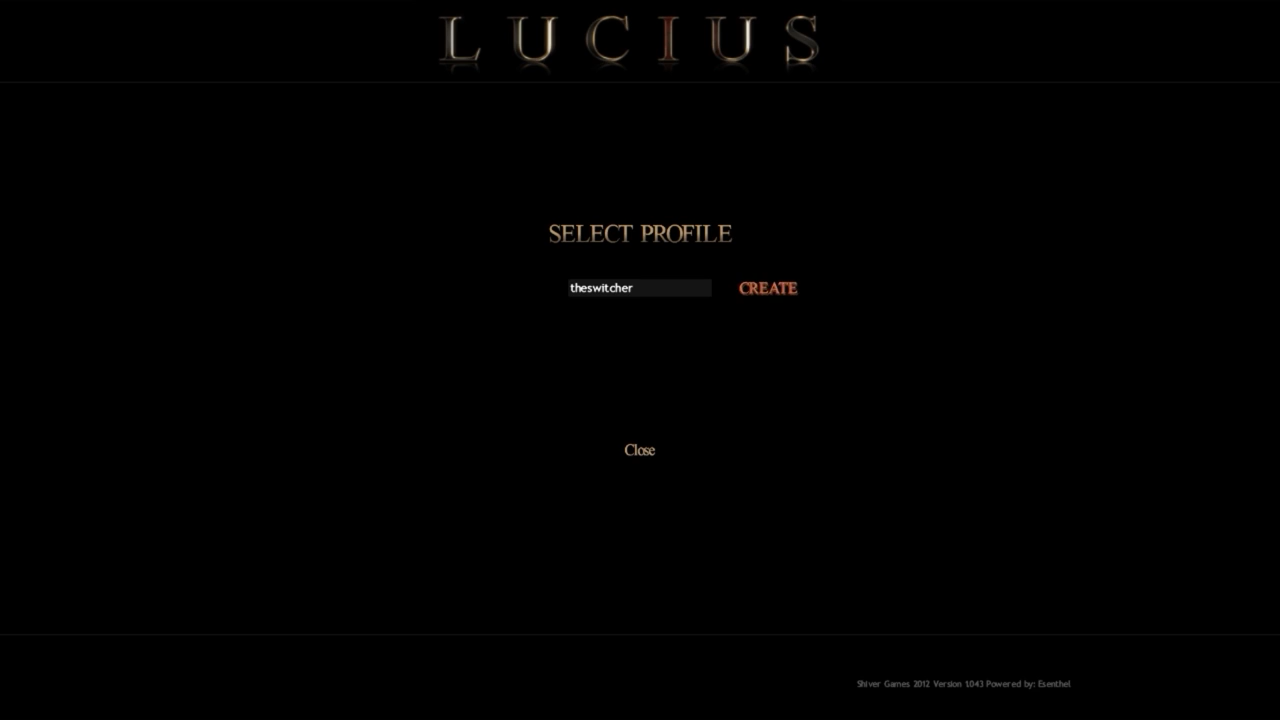 LUCIUS
SELECT PROFILE
theswitcher CREATE
Close
Shiver Games 2012 Version 1.043 Powered by: Esenthel